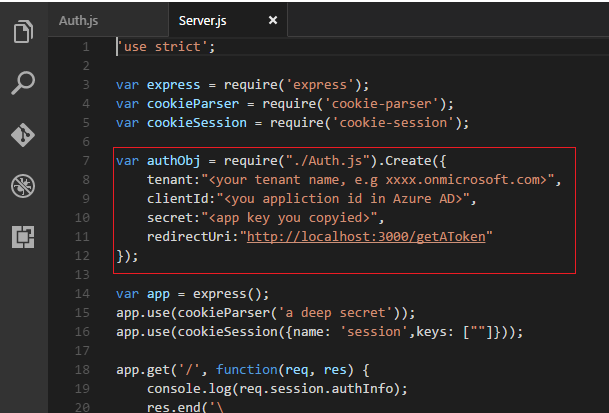 Auth.js Server.js ×
1 'use strict';
2
3 var express = require('express');
4 var cookieParser = require('cookie-parser');
5 var cookieSession = require('cookie-session');
6
7 var authObj = require("./Auth.js").Create({
8 tenant:"<your tenant name, e.g xxxx.onmicrosoft.com>",
9 clientId:"<you appliction id in Azure AD>",
10 secret:"<app key you copyied>",
11 redirectUri:"http://localhost:3000/getAToken"
12 });
13
14 var app = express();
15 app.use(cookieParser('a deep secret'));
16 app.use(cookieSession({name: 'session',keys: [""]}));
17
18 app.get('/', function(req, res) {
19 console.log(req.session.authInfo);
20 res.end('\